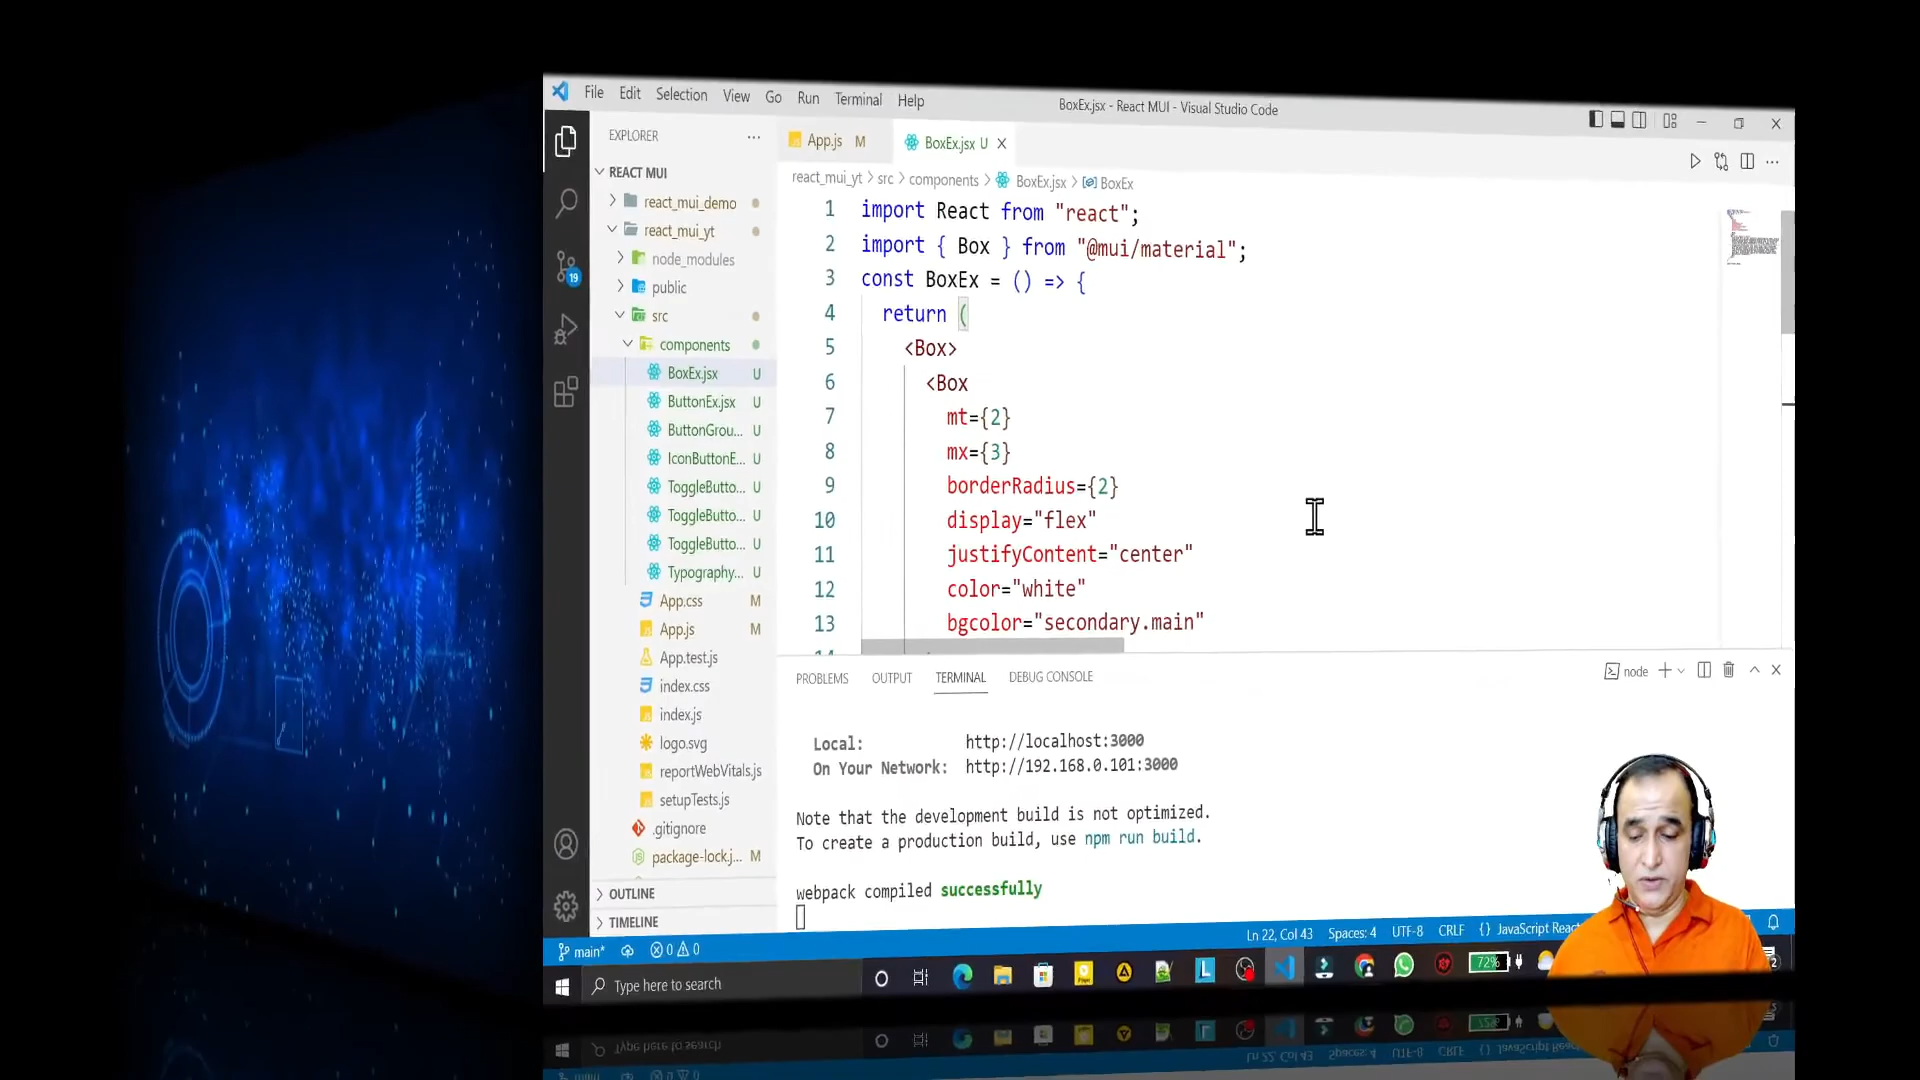 File Edit Selection View Go Run Terminal Help
BoxEx.jsx - React MUI - Visual Studio Code
EXPLORER
REACT MUI
react_mui_demo
react_mui_yt
node_modules
public
src
components
BoxEx.jsx U
ButtonEx.jsx U
ButtonGrou... U
IconButtonE... U
ToggleButto... U
ToggleButto... U
ToggleButto... U
Typography... U
App.css M
App.js M
App.test.js
index.css
index.js
logo.svg
reportWebVitals.js
setupTests.js
.gitignore
package-lock.j... M
OUTLINE
TIMELINE
19
App.js M
BoxEx.jsx U
react_mui_yt > src > components > BoxEx.jsx > BoxEx
1 import React from "react";
2 import { Box } from "@mui/material";
3 const BoxEx = () => {
4 return (
5 <Box>
6 <Box
7 mt={2}
8 mx={3}
9 borderRadius={2}
10 display="flex"
11 justifyContent="center"
12 color="white"
13 bgcolor="secondary.main"
PROBLEMS OUTPUT TERMINAL DEBUG CONSOLE
node
Local: http://localhost:3000
On Your Network: http://192.168.0.101:3000
Note that the development build is not optimized.
To create a production build, use npm run build.
webpack compiled successfully
main* 0 0
Ln 22, Col 43 Spaces: 4 UTF-8 CRLF {} JavaScript Reac
Type here to search
72%